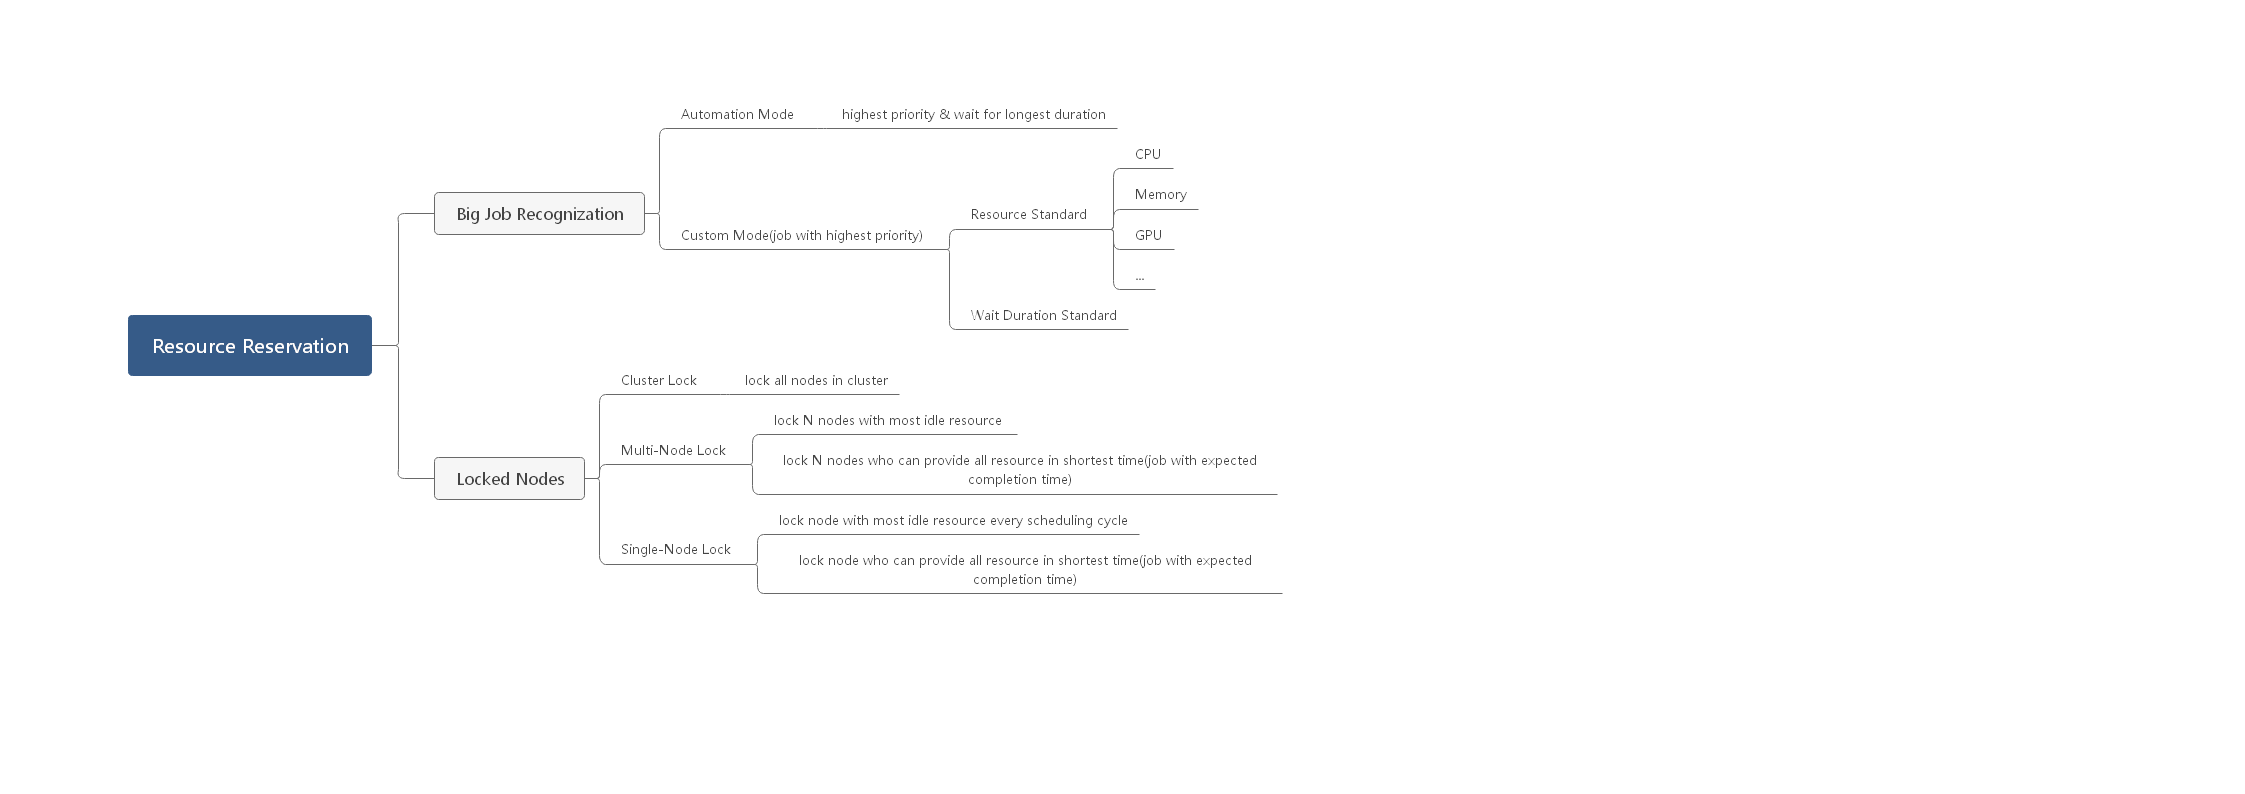 Resource Reservation
Big Job Recognization
Automation Mode
highest priority & wait for longest duration
Custom Mode(job with highest priority)
Resource Standard
CPU
Memory
GPU
...
Wait Duration Standard
Locked Nodes
Cluster Lock
lock all nodes in cluster
Multi-Node Lock
lock N nodes with most idle resource
lock N nodes who can provide all resource in shortest time(job with expected
completion time)
Single-Node Lock
lock node with most idle resource every scheduling cycle
lock node who can provide all resource in shortest time(job with expected
completion time)